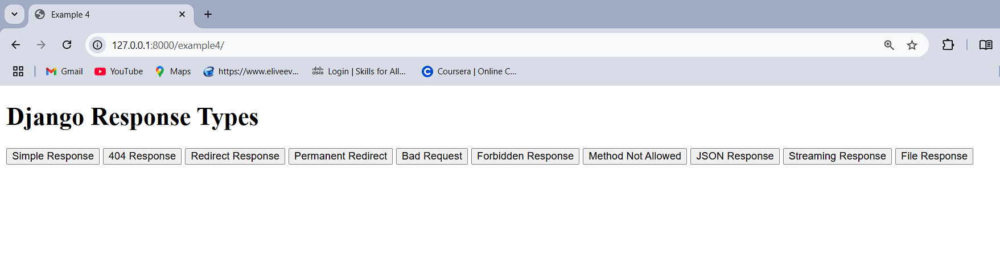 Example 4
127.0.0.1:8000/example4/
Gmail YouTube Maps https://www.eliveev... cisco Login | Skills for All... C Coursera | Online C...
Django Response Types
Simple Response 404 Response Redirect Response Permanent Redirect Bad Request Forbidden Response Method Not Allowed JSON Response Streaming Response File Response